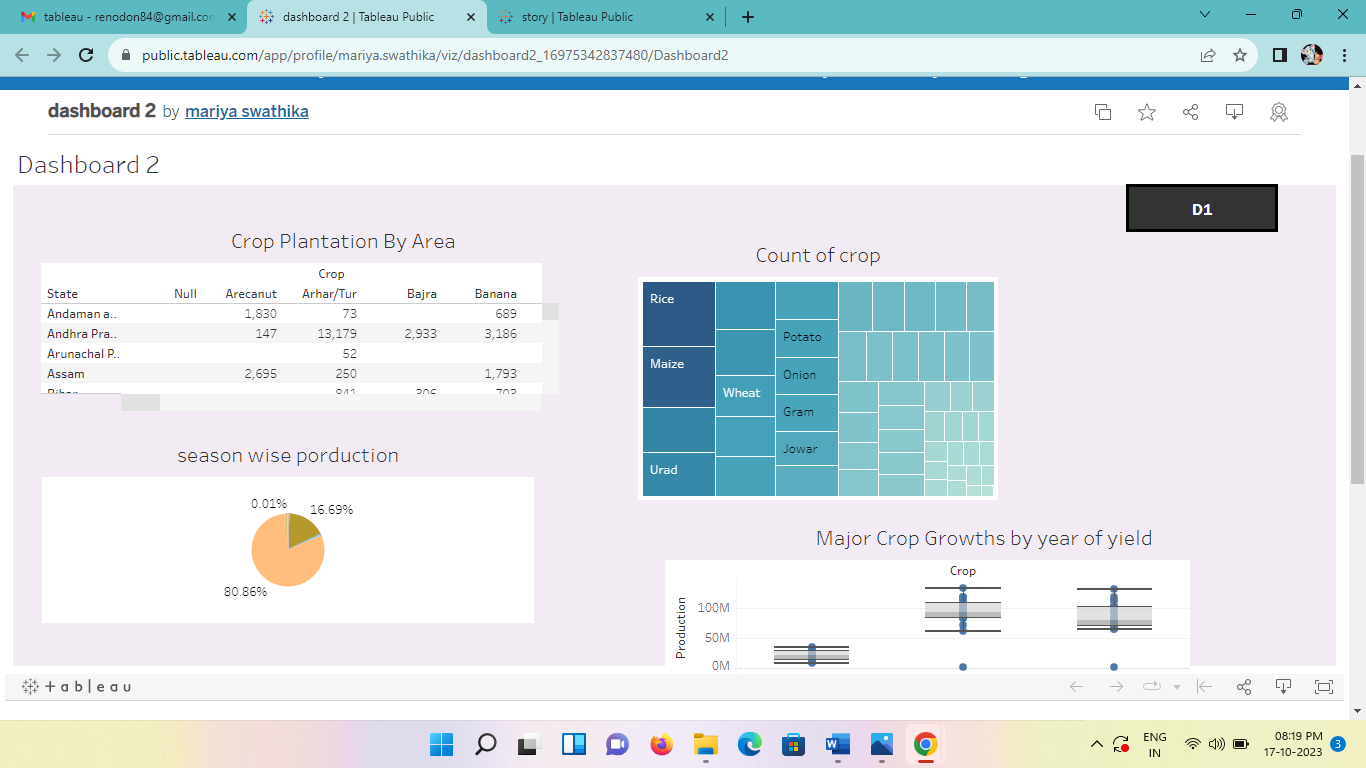 tableau - renodon84@gmail.con
dashboard 2 | Tableau Public
story | Tableau Public
public.tableau.com/app/profile/mariya.swathika/viz/dashboard2_16975342837480/Dashboard2
dashboard 2 by mariya swathika
Dashboard 2
D1
Crop Plantation By Area
Crop
State Null Arecanut Arhar/Tur Bajra Banana
Andaman a.. 1,830 73 689
Andhra Pra.. 147 13,179 2,933 3,186
Arunachal P.. 52
Assam 2,695 250 1,793
Bihar 841 306 703
Count of crop
Rice
Maize
Urad
Wheat
Potato
Onion
Gram
Jowar
season wise porduction
0.01%
16.69%
80.86%
Major Crop Growths by year of yield
Crop
Production
100M
50M
0M
+ a b | e a u
ENG
IN
08:19 PM
17-10-2023
3